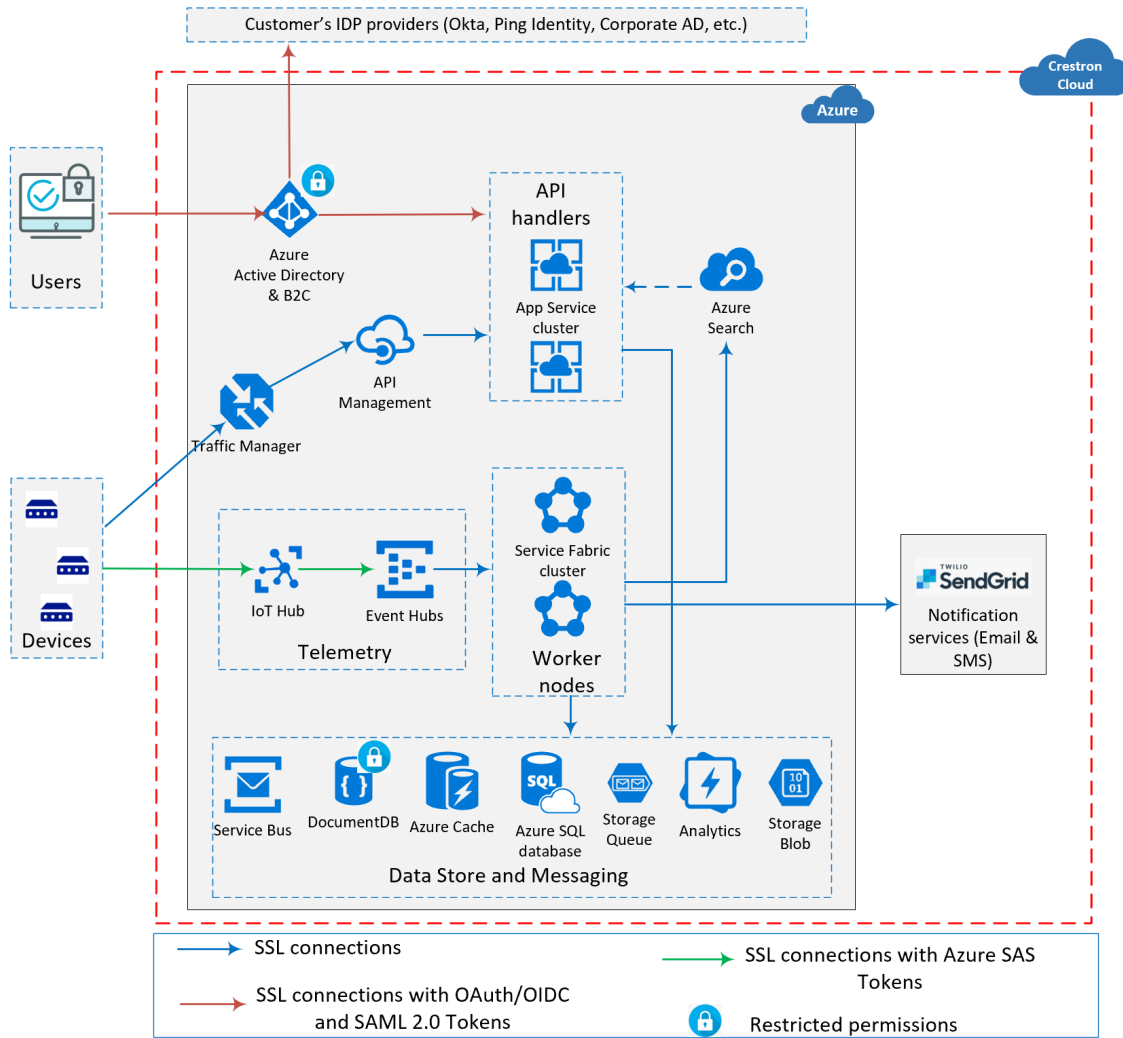 Customer's IDP providers (Okta, Ping Identity, Corporate AD, etc.)
Crestron
Cloud
Azure
Users
Azure
Active Directory
& B2C
API
handlers
App Service
cluster
Azure
Search
API
Management
Traffic Manager
Devices
IoT Hub
Event Hubs
Telemetry
Service Fabric
cluster
Worker
nodes
TWILIO
SendGrid
Notification
services (Email &
SMS)
Service Bus
DocumentDB
Azure Cache
SQL
Azure SQL
database
Storage
Queue
Analytics
10
01
Storage
Blob
Data Store and Messaging
SSL connections
SSL connections with OAuth/OIDC
and SAML 2.0 Tokens
SSL connections with Azure SAS
Tokens
Restricted permissions